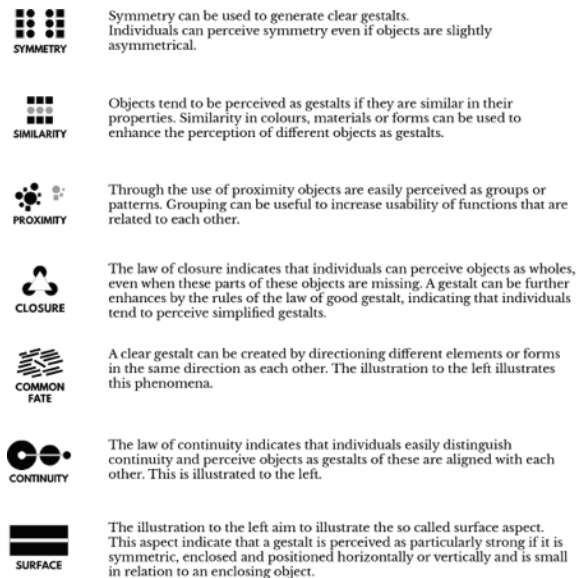 SYMMETRY
Symmetry can be used to generate clear gestalts.
Individuals can perceive symmetry even if objects are slightly
asymmetrical.
SIMILARITY
Objects tend to be perceived as gestalts if they are similar in their
properties. Similarity in colours, materials or forms can be used to
enhance the perception of different objects as gestalts.
PROXIMITY
Through the use of proximity objects are easily perceived as groups or
patterns. Grouping can be useful to increase usability of functions that are
related to each other.
CLOSURE
The law of closure indicates that individuals can perceive objects as wholes,
even when these parts of these objects are missing. A gestalt can be further
enhances by the rules of the law of good gestalt, indicating that individuals
tend to perceive simplified gestalts.
COMMON
FATE
A clear gestalt can be created by directioning different elements or forms
in the same direction as each other. The illustration to the left illustrates
this phenomena.
CONTINUITY
The law of continuity indicates that individuals easily distinguish
continuity and perceive objects as gestalts of these are aligned with each
other. This is illustrated to the left.
SURFACE
The illustration to the left aim to illustrate the so called surface aspect.
This aspect indicate that a gestalt is perceived as particularly strong if it is
symmetric, enclosed and positioned horizontally or vertically and is small
in relation to an enclosing object.